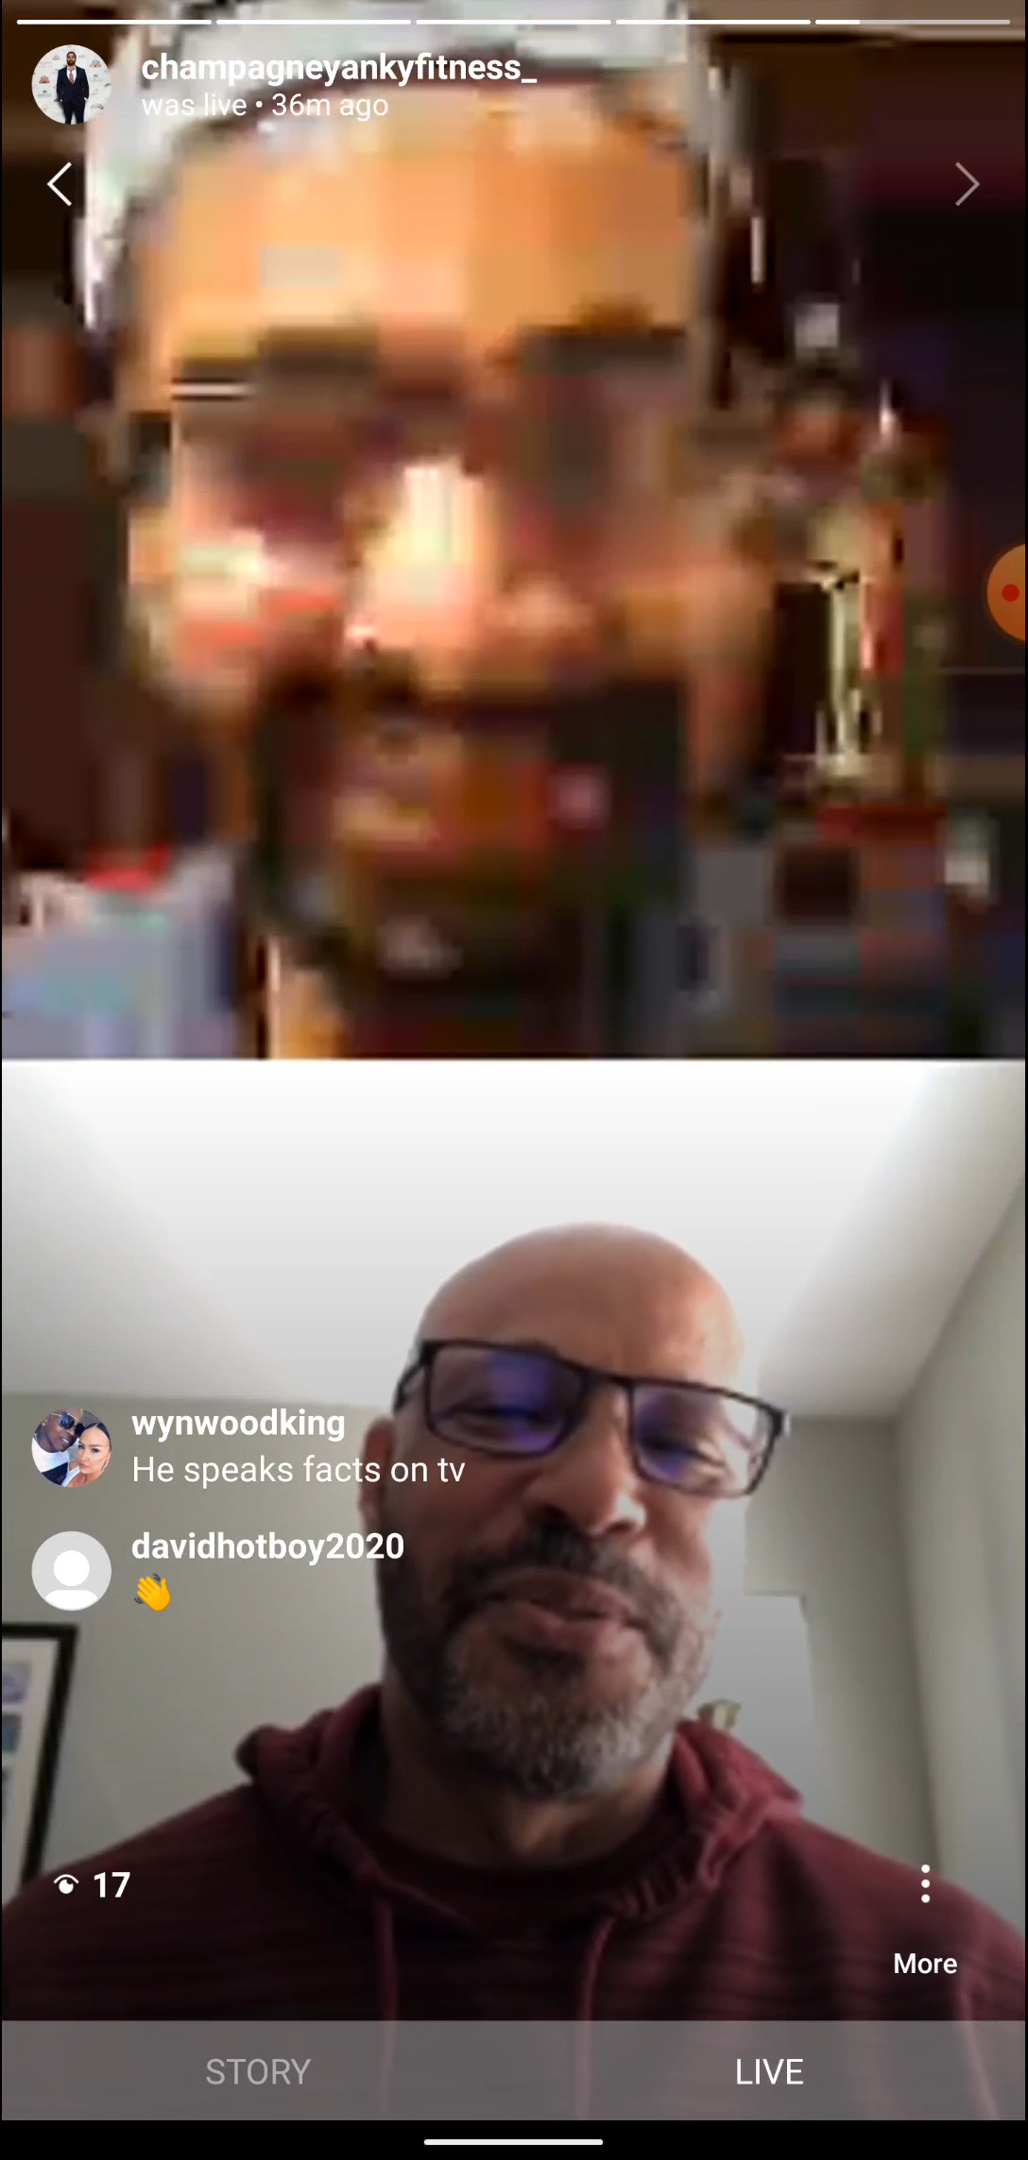 champagneyankyfitness_
was live • 36m ago
wynwoodking
He speaks facts on tv
davidhotboy2020
👋
17
More
STORY
LIVE